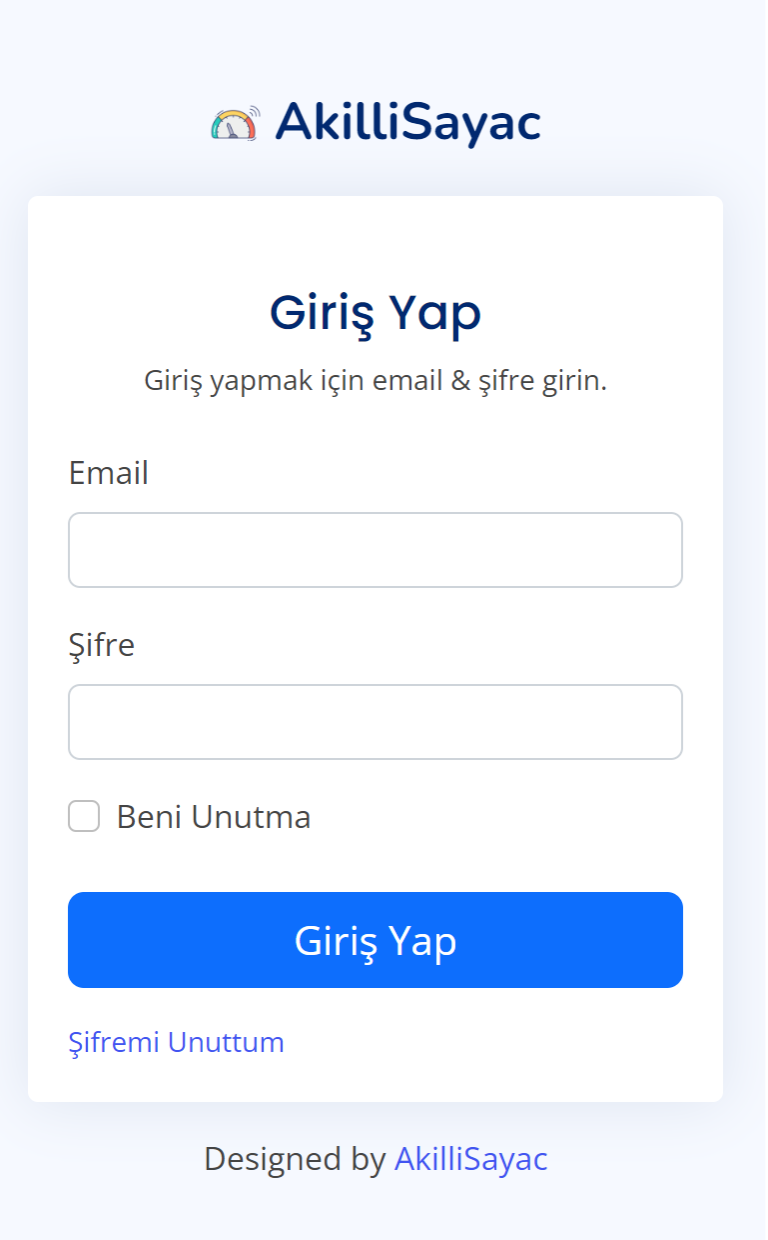 AkilliSayac
Giriş Yap
Giriş yapmak için email & şifre girin.
Email
Şifre
Beni Unutma
Giriş Yap
Şifremi Unuttum
Designed by AkilliSayac